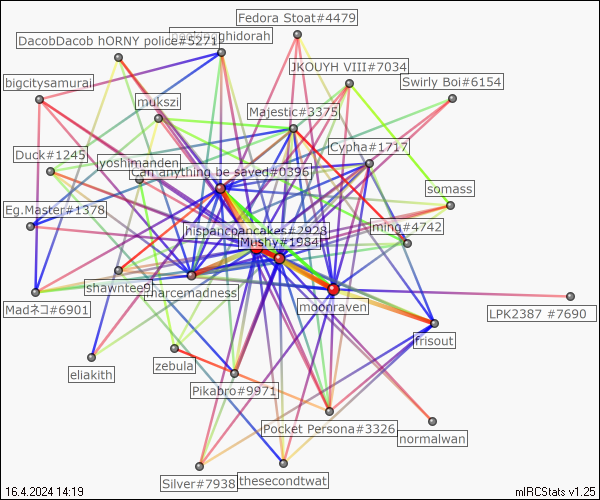 Fedora Stoat#4479
DacobDacob hORNY police#5271
ghidorah
JKOUYH VIII#7034
bigcitysamurai
Swirly Boi#6154
mukszi
Majestic#3375
Cypha#1717
Duck#1245
yoshimanden
Can anything be saved#0396
somass
Eg.Master#1378
ming#4742
hispancpancakes#2928
Mushy#1984
shawntee9
narcemadness
Madネコ#6901
moonraven
LPK2387 #7690
frisout
eliakith
zebula
Pikabro#9971
Pocket Persona#3326
normalwan
Silver#7938
thesecondtwat
16.4.2024 14:19
mIRCStats v1.25